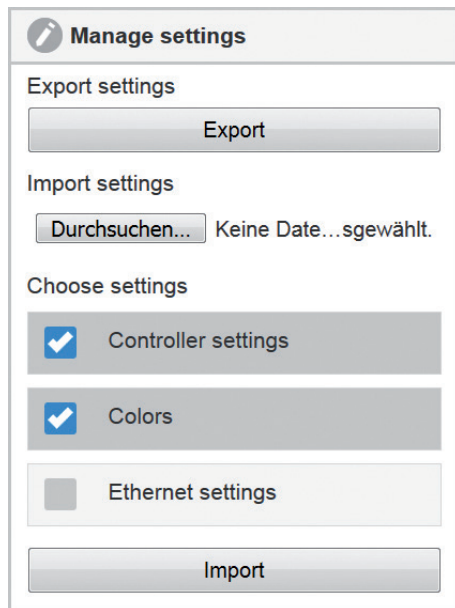 Manage settings
Export settings
Export
Import settings
Durchsuchen... Keine Date...sgewählt.
Choose settings
Controller settings
Colors
Ethernet settings
Import